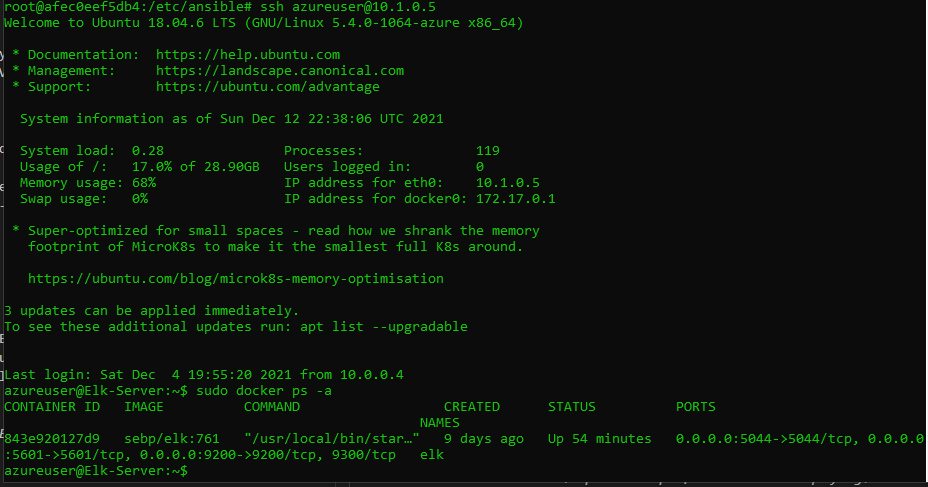 root@afec0eef5db4:/etc/ansible# ssh azureuser@10.1.0.5
Welcome to Ubuntu 18.04.6 LTS (GNU/Linux 5.4.0-1064-azure x86_64)
* Documentation:  https://help.ubuntu.com
* Management:     https://landscape.canonical.com
* Support:        https://ubuntu.com/advantage
System information as of Sun Dec 12 22:38:06 UTC 2021
System load:  0.28              Processes:              119
Usage of /:   17.0% of 28.90GB   Users logged in:        0
Memory usage: 68%               IP address for eth0:    10.1.0.5
Swap usage:   0%                IP address for docker0: 172.17.0.1
* Super-optimized for small spaces - read how we shrank the memory
footprint of MicroK8s to make it the smallest full K8s around.
https://ubuntu.com/blog/microk8s-memory-optimisation
3 updates can be applied immediately.
To see these additional updates run: apt list --upgradable
Last login: Sat Dec  4 19:55:20 2021 from 10.0.0.4
azureuser@Elk-Server:~$ sudo docker ps -a
CONTAINER ID   IMAGE          COMMAND                  CREATED      STATUS          PORTS
NAMES
843e920127d9   sebp/elk:761   "/usr/local/bin/star…"   9 days ago   Up 54 minutes   0.0.0.0:5044->5044/tcp, 0.0.0.0
:5601->5601/tcp, 0.0.0.0:9200->9200/tcp, 9300/tcp   elk
azureuser@Elk-Server:~$